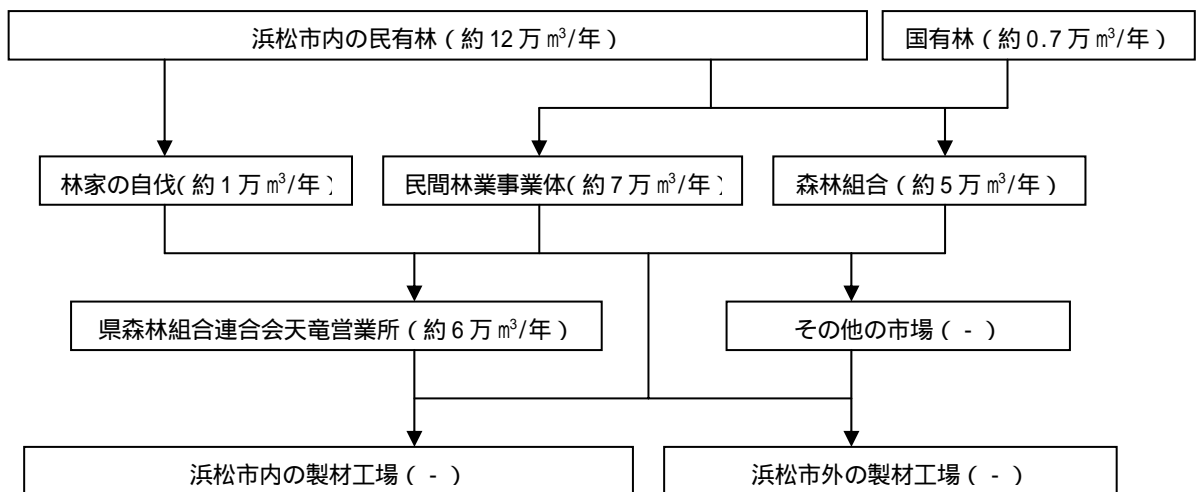 浜松市内の民有林（約12万㎥/年）
国有林（約0.7万㎥/年）
林家の自伐（約1万㎥/年）
民間林業事業体（約7万㎥/年）
森林組合（約5万㎥/年）
県森林組合連合会天竜営業所（約6万㎥/年）
その他の市場（-）
浜松市内の製材工場（-）
浜松市外の製材工場（-）